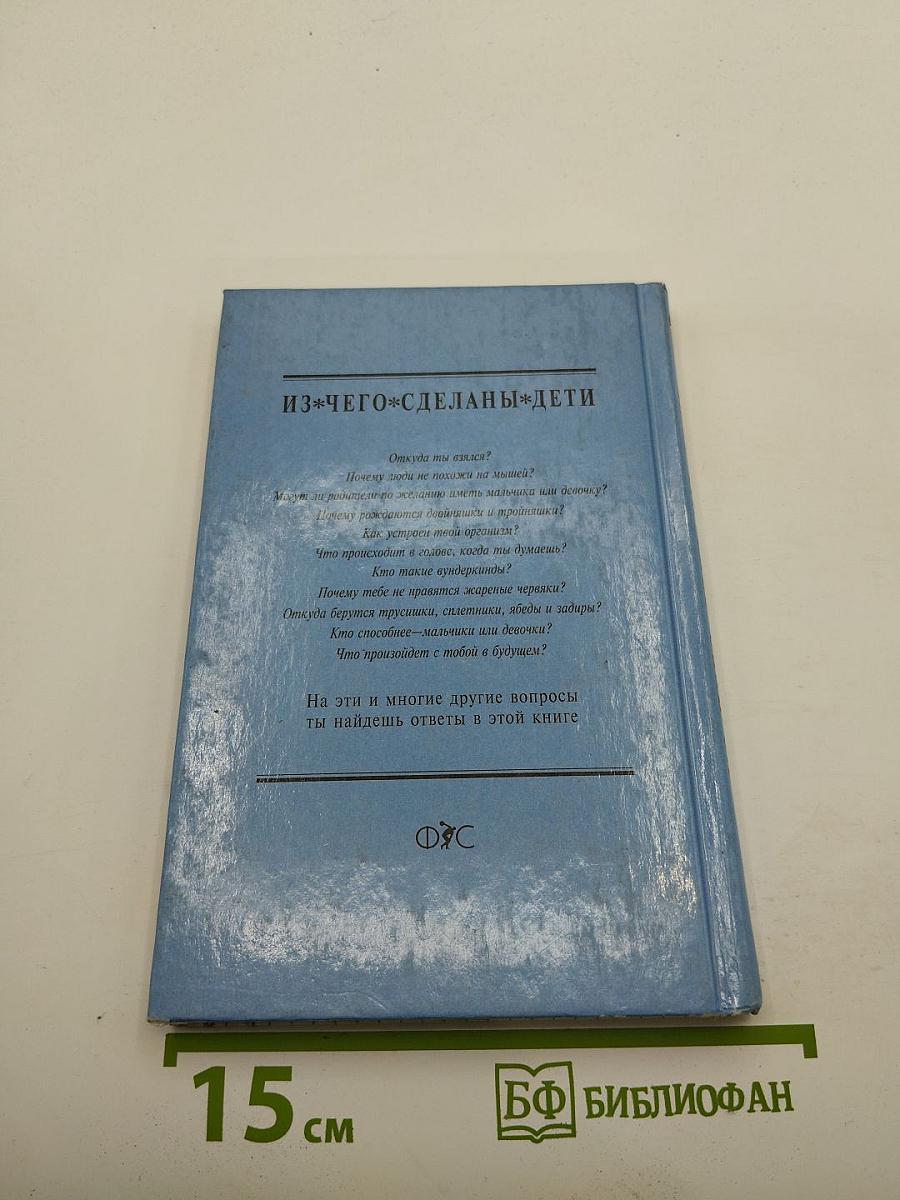 ИЗ*ЧЕГО*СДЕЛАНЫ*ДЕТИ
Откуда ты взялся?
Почему люди не похожи на мышей?
Могут ли родители по желанию иметь мальчика или девочку?
Почему рождаются двойняшки и тройняшки?
Как устроен твой организм?
Что происходит в голове, когда ты думаешь?
Кто такие вундеркинды?
Почему тебе не нравятся жареные червяки?
Откуда берутся трусишки, сплетники, ябеды и задиры?
Кто способнее—мальчики или девочки?
Что произойдет с тобой в будущем?
На эти и многие другие вопросы
ты найдешь ответы в этой книге
ФиС
15 см
БФ БИБЛИОФАН